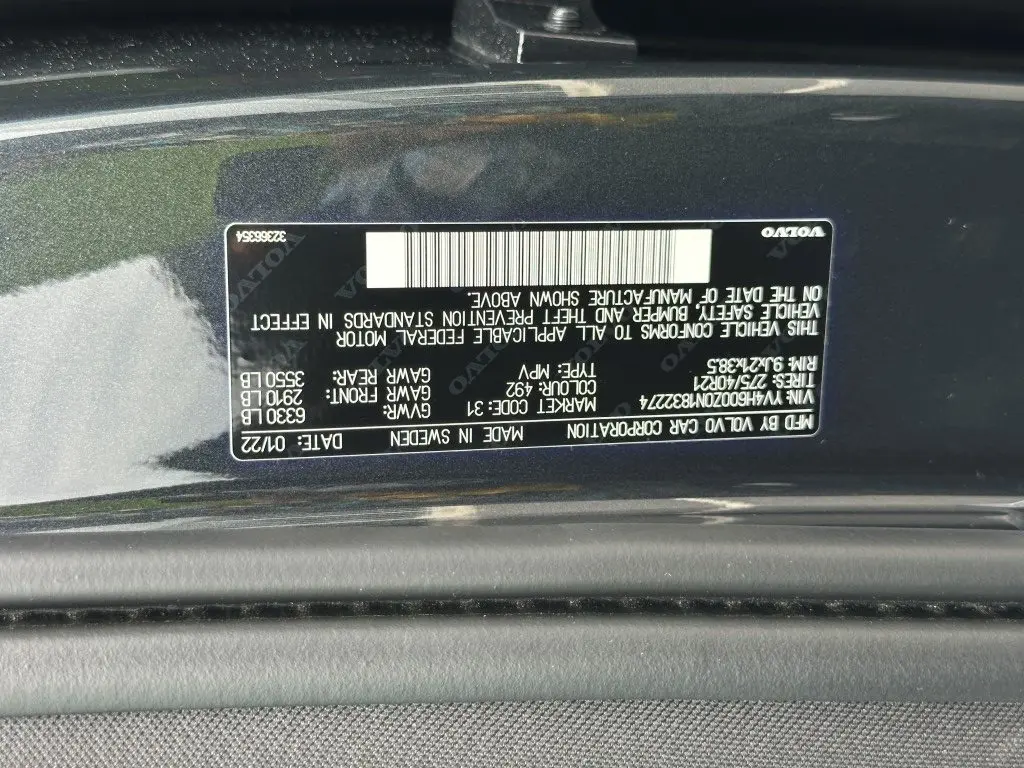 MFD BY VOLVO CAR CORPORATION MADE IN SWEDEN DATE: 01/22
VIN: YV4H600Z0N1832274 MARKET CODE: 31 GVWR: 6330 LB
TIRES: 275/40R21 COLOUR: 492 GAWR FRONT: 2910 LB
RIM: 9Jx21x38.5 TYPE: MPV GAWR REAR: 3550 LB
THIS VEHICLE CONFORMS TO ALL APPLICABLE FEDERAL MOTOR
VEHICLE SAFETY, BUMPER AND THEFT PREVENTION STANDARDS IN EFFECT
ON THE DATE OF MANUFACTURE SHOWN ABOVE.
VOLVO 32366354